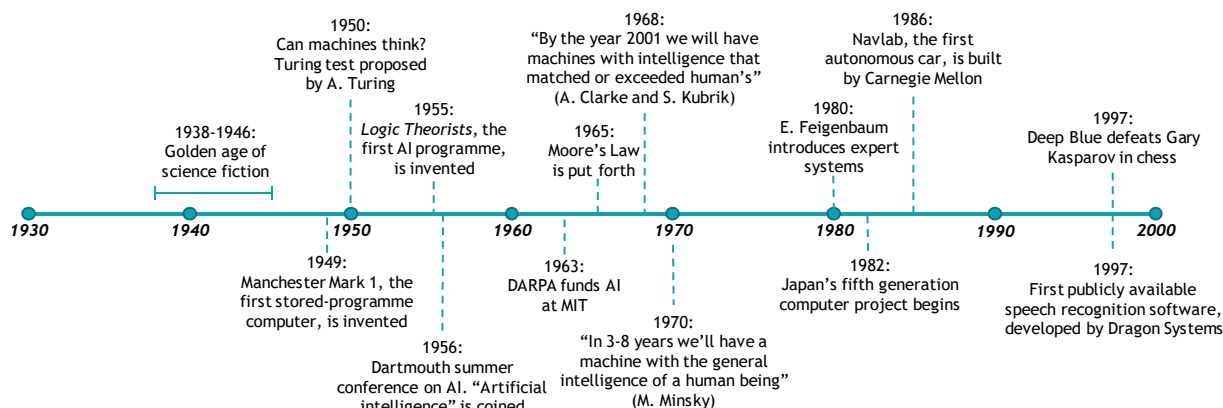 1950:
Can machines think?
Turing test proposed
by A. Turing
1968:
“By the year 2001 we will have
machines with intelligence that
matched or exceeded human’s”
(A. Clarke and S. Kubrik)
1986:
Navlab, the first
autonomous car, is built
by Carnegie Mellon
1938-1946:
Golden age of
science fiction
1955:
Logic Theorists, the
first AI programme,
is invented
1965:
Moore’s Law
is put forth
1980:
E. Feigenbaum
introduces expert
systems
1997:
Deep Blue defeats Gary
Kasparov in chess
1930 1940 1950 1960 1970 1980 1990 2000
1949:
Manchester Mark 1, the
first stored-programme
computer, is invented
1956:
Dartmouth summer
conference on AI. “Artificial
intelligence” is coined
1963:
DARPA funds AI
at MIT
1970:
“In 3-8 years we’ll have a
machine with the general
intelligence of a human being”
(M. Minsky)
1982:
Japan’s fifth generation
computer project begins
1997:
First publicly available
speech recognition software,
developed by Dragon Systems